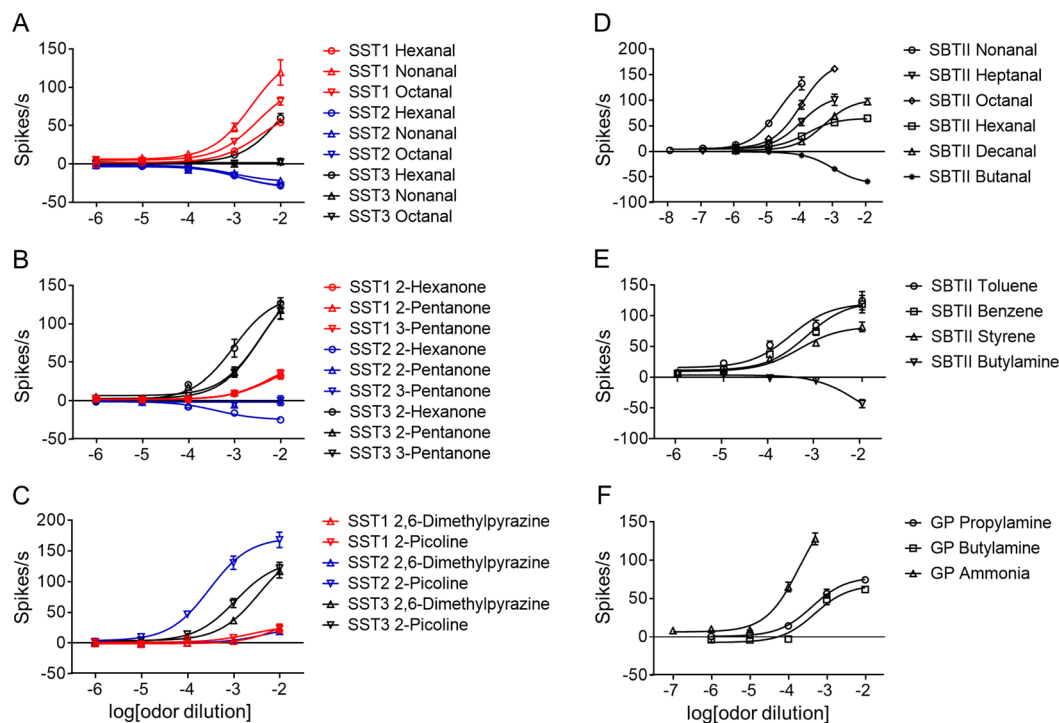 A
Spikes/s
150
100
50
0
50
-6 -5 -4 -3 -2
SST1 Hexanal
SST1 Nonanal
SST1 Octanal
SST2 Hexanal
SST2 Nonanal
SST2 Octanal
SST3 Hexanal
SST3 Nonanal
SST3 Octanal
B
Spikes/s
150
100
50
0
-50
-6 -5 -4 -3 -2
SST1 2-Hexanone
SST1 2-Pentanone
SST1 3-Pentanone
SST2 2-Hexanone
SST2 2-Pentanone
SST2 3-Pentanone
SST3 2-Hexanone
SST3 2-Pentanone
SST3 3-Pentanone
C
Spikes/s
200
150
100
50
0
-50
-6 -5 -4 -3 -2
log[odor dilution]
SST1 2,6-Dimethylpyrazine
SST1 2-Picoline
SST2 2,6-Dimethylpyrazine
SST2 2-Picoline
SST3 2,6-Dimethylpyrazine
SST3 2-Picoline
D
Spikes/s
200
150
100
50
0
-50
-100
-8 -7 -6 -5 -4 -3 -2
SBTII Nonanal
SBTII Heptanal
SBTII Octanal
SBTII Hexanal
SBTII Decanal
SBTII Butanal
E
Spikes/s
150
100
50
0
-50
-100
-6 -5 -4 -3 -2
SBTII Toluene
SBTII Benzene
SBTII Styrene
SBTII Butylamine
F
Spikes/s
150
100
50
0
-50
-7 -6 -5 -4 -3 -2
log[odor dilution]
GP Propylamine
GP Butylamine
GP Ammonia